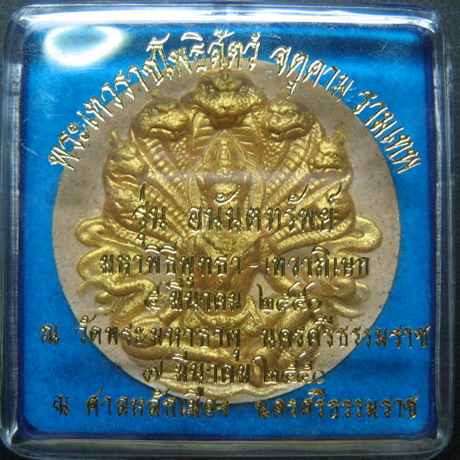 พระเทวราชโพธิสัตว์ จตุคาม รามเทพ
รุ่น อนันตทรัพย์
มหาพิธีพุทธา-เทวาภิเษก
๕ มีนาคม ๒๕๕๐
ณ วัดพระมหาธาตุ นครศรีธรรมราช
๗ มีนาคม ๒๕๕๐
ณ ศาลหลักเมือง นครศรีธรรมราช